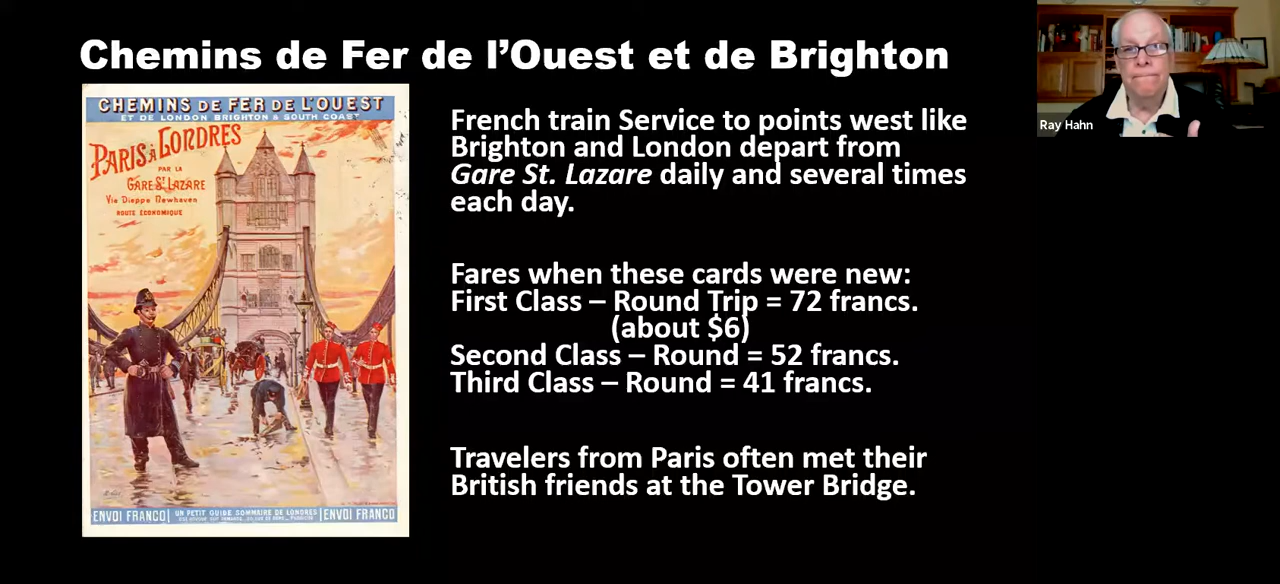 Chemins de Fer de l’Ouest et de Brighton
CHEMINS DE FER DE L'OUEST
ET DE LONDON BRIGHTON & SOUTH COAST
PARIS À LONDRES
PAR LA
GARE ST LAZARE
Via Dieppe Newhaven
ROUTE ÉCONOMIQUE
ENVOI FRANCO
UN PETIT GUIDE SOMMAIRE DE LONDRES
ENVOI FRANCO
French train Service to points west like
Brighton and London depart from
Gare St. Lazare daily and several times
each day.
Fares when these cards were new:
First Class – Round Trip = 72 francs.
(about $6)
Second Class – Round = 52 francs.
Third Class – Round = 41 francs.
Travelers from Paris often met their
British friends at the Tower Bridge.
Ray Hahn